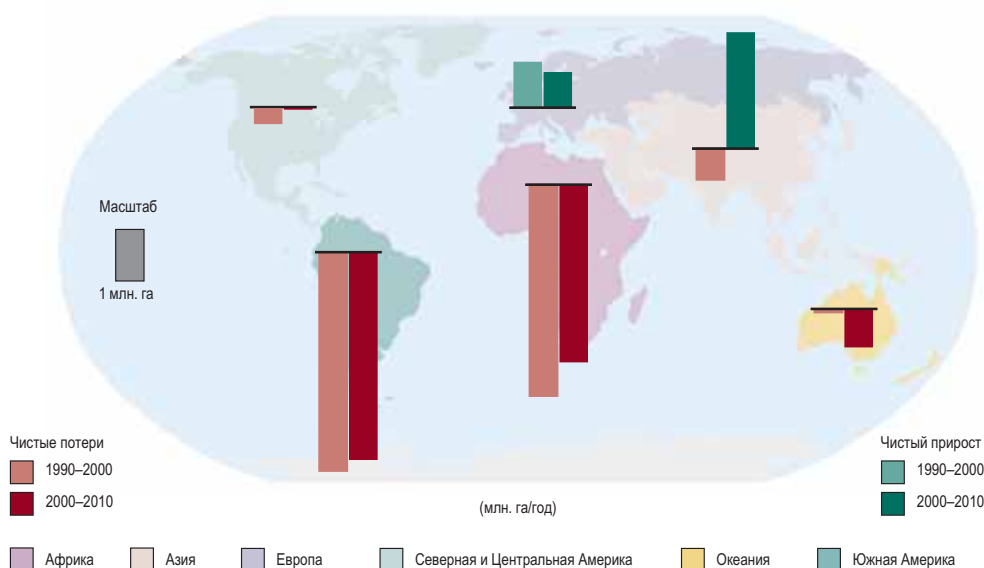 Масштаб
1 млн. га
Чистые потери
1990–2000
2000–2010
(млн. га/год)
Чистый прирост
1990–2000
2000–2010
Африка Азия Европа Северная и Центральная Америка Океания Южная Америка